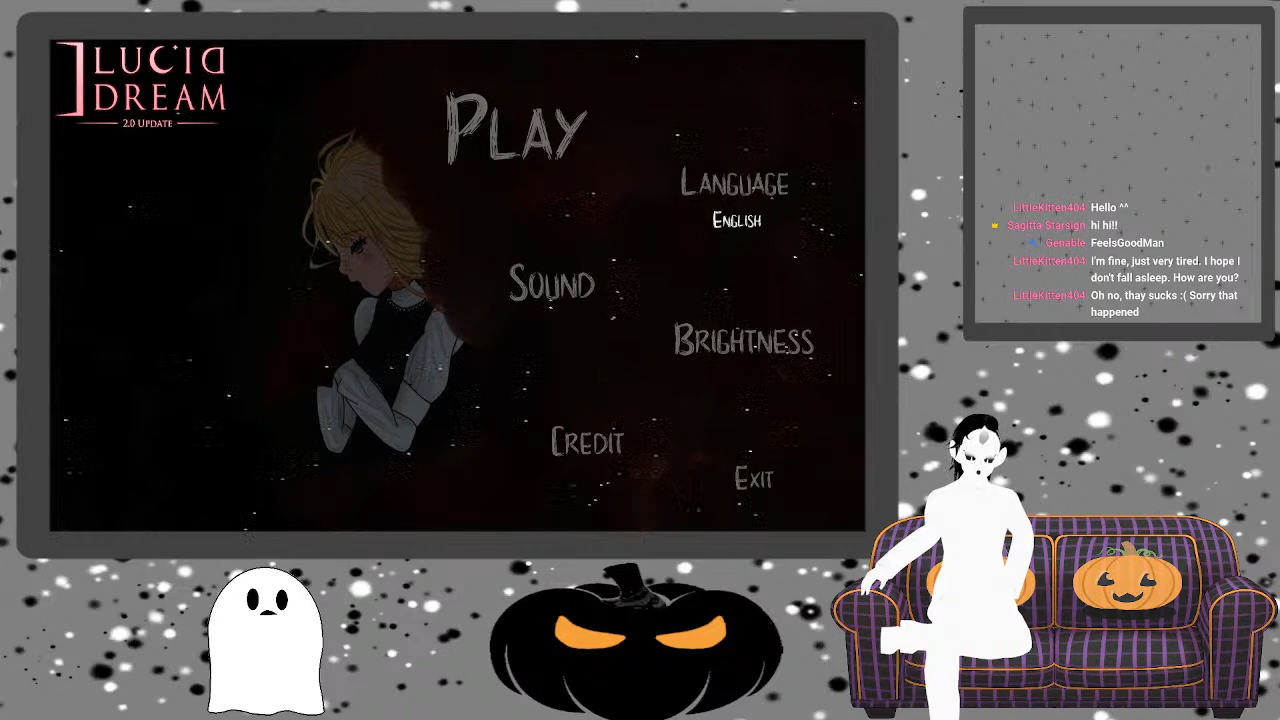 LUCID
DREAM
2.0 UPDATE
PLAY
LANGUAGE
ENGLISH
SOUND
BRIGHTNESS
CREDIT
EXIT
LittleKitten404 Hello ^^
Sagitta Starsign hi hi!!
Genable FeelsGoodMan
LittleKitten404 I'm fine, just very tired. I hope I
don't fall asleep. How are you?
LittleKitten404 Oh no, thay sucks :( Sorry that
happened